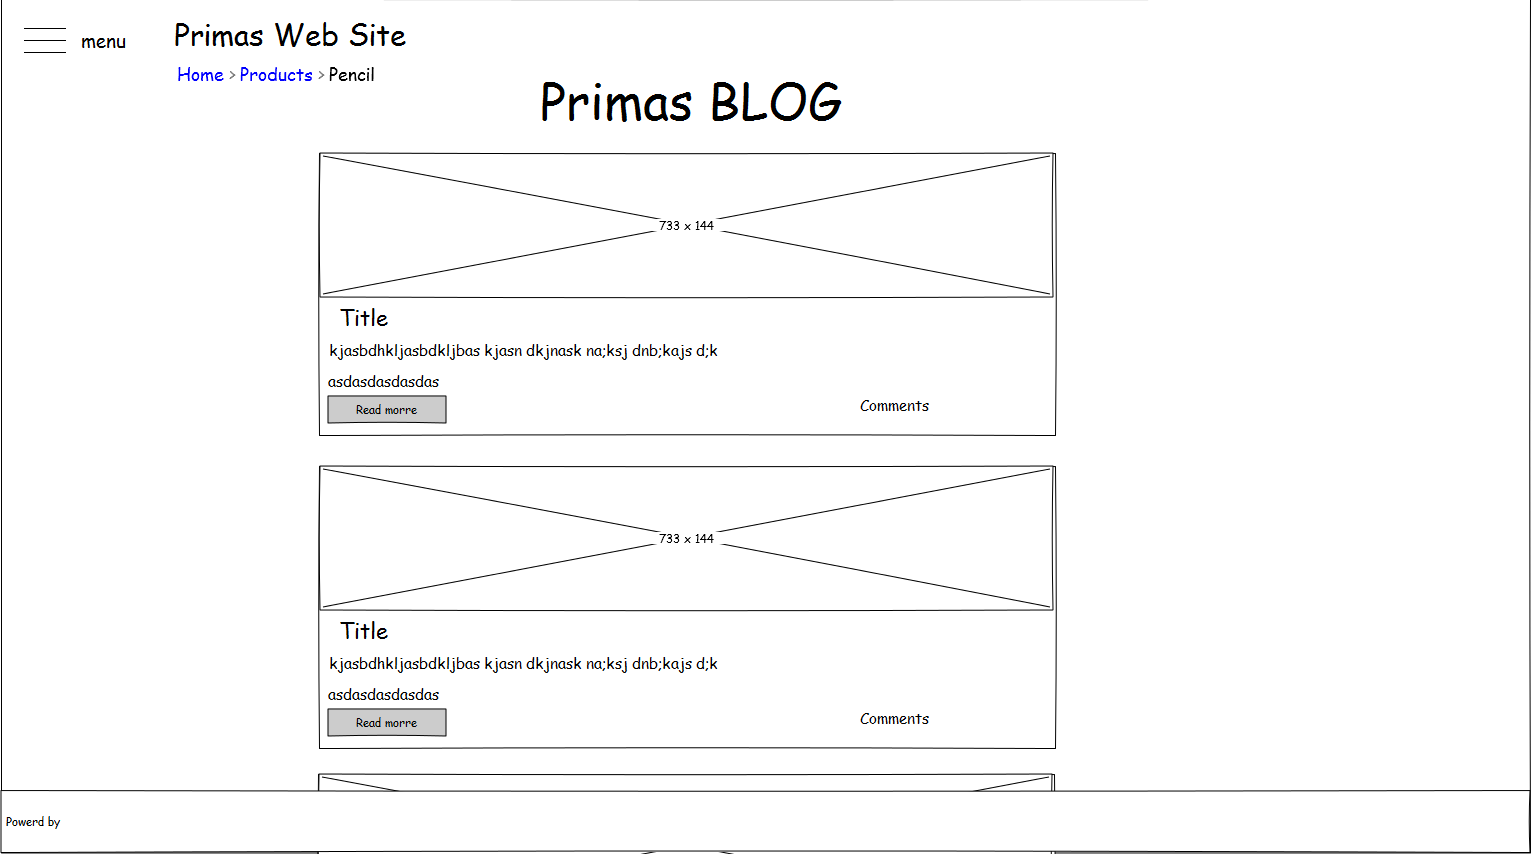 menu
Primas Web Site
Home > Products > Pencil
Primas BLOG
733 x 144
Title
kjasbdhkljasbdkljbas kjasn dkjnask na;ksj dnb;kajs d;k
asdasdasdasdas
Read morre
Comments
733 x 144
Title
kjasbdhkljasbdkljbas kjasn dkjnask na;ksj dnb;kajs d;k
asdasdasdasdas
Read morre
Comments
Powerd by